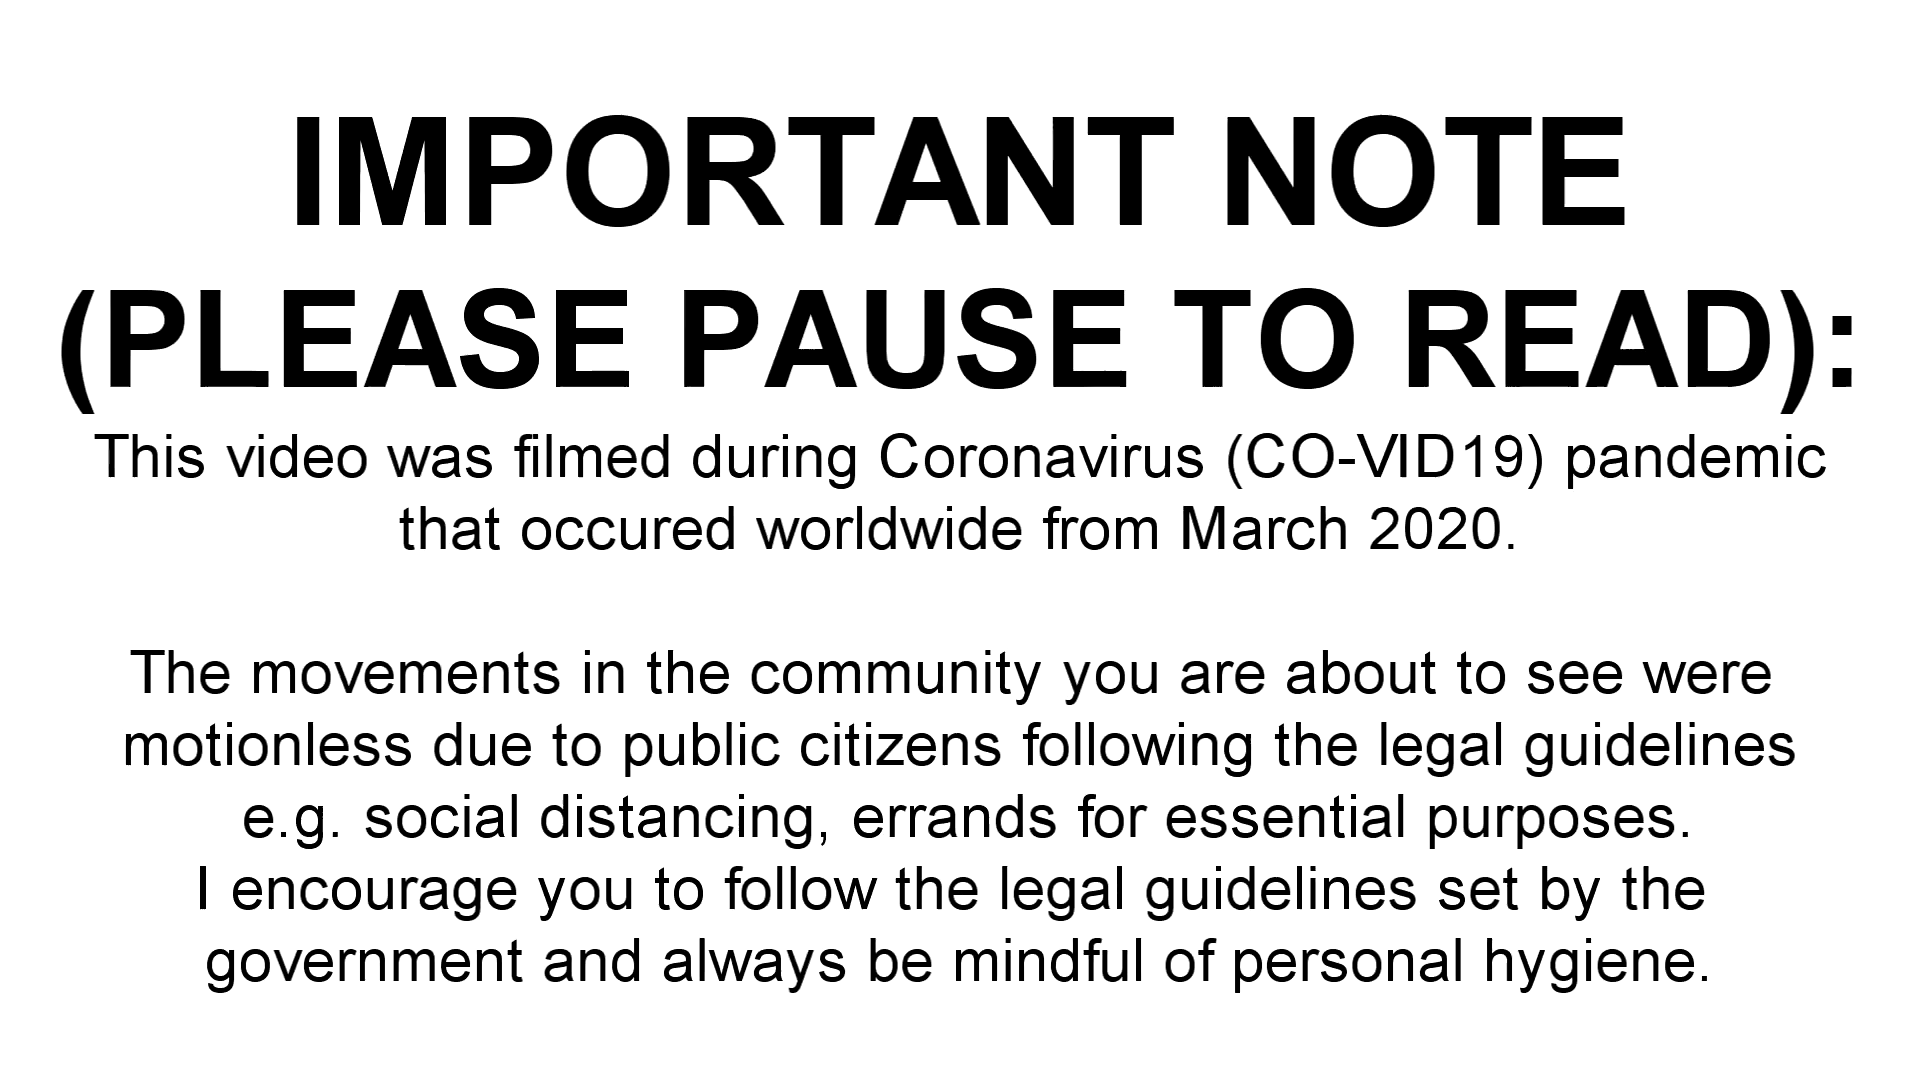 IMPORTANT NOTE
(PLEASE PAUSE TO READ):
This video was filmed during Coronavirus (CO-VID19) pandemic
that occured worldwide from March 2020.
The movements in the community you are about to see were
motionless due to public citizens following the legal guidelines
e.g. social distancing, errands for essential purposes.
I encourage you to follow the legal guidelines set by the
government and always be mindful of personal hygiene.